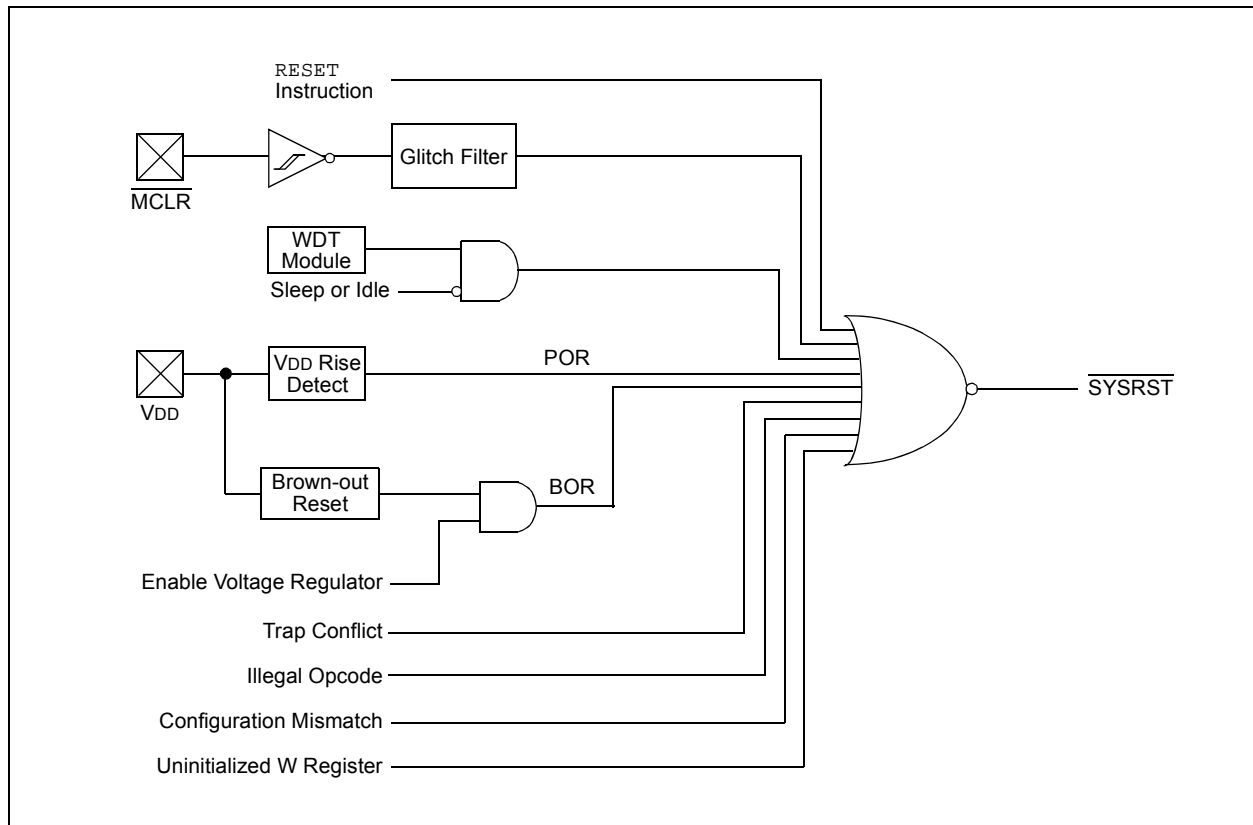 RESET
Instruction
Glitch Filter
MCLR
WDT
Module
Sleep or Idle
VDD Rise
Detect
POR
VDD
SYSRST
Brown-out
Reset
BOR
Enable Voltage Regulator
Trap Conflict
Illegal Opcode
Configuration Mismatch
Uninitialized W Register